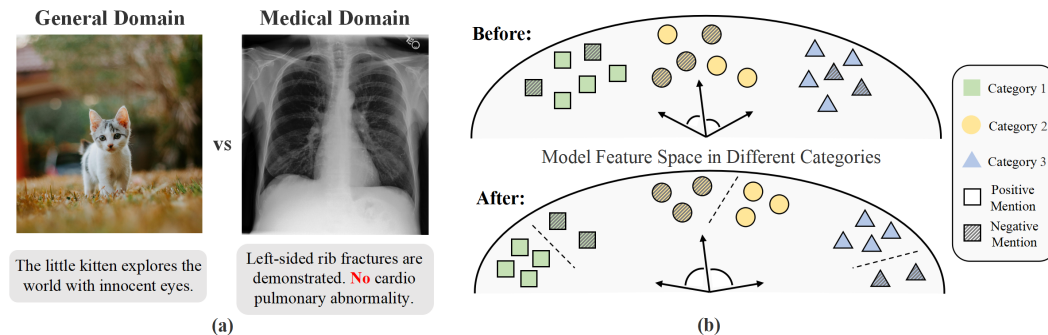 General Domain
Medical Domain
vs
The little kitten explores the
world with innocent eyes.
Left-sided rib fractures are
demonstrated. No cardio
pulmonary abnormality.
(a)
Before:
Model Feature Space in Different Categories
After:
(b)
Category 1
Category 2
Category 3
Positive
Mention
Negative
Mention